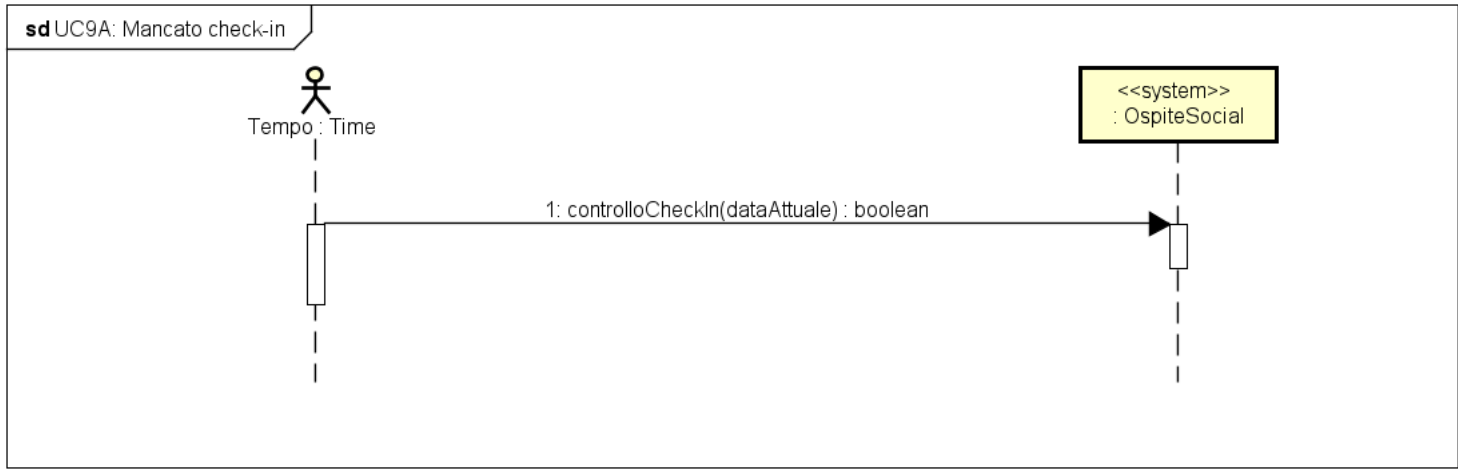 sd UC9A: Mancato check-in
Tempo : Time
<<system>>
: OspiteSocial
1: controlloCheckIn(dataAttuale) : boolean